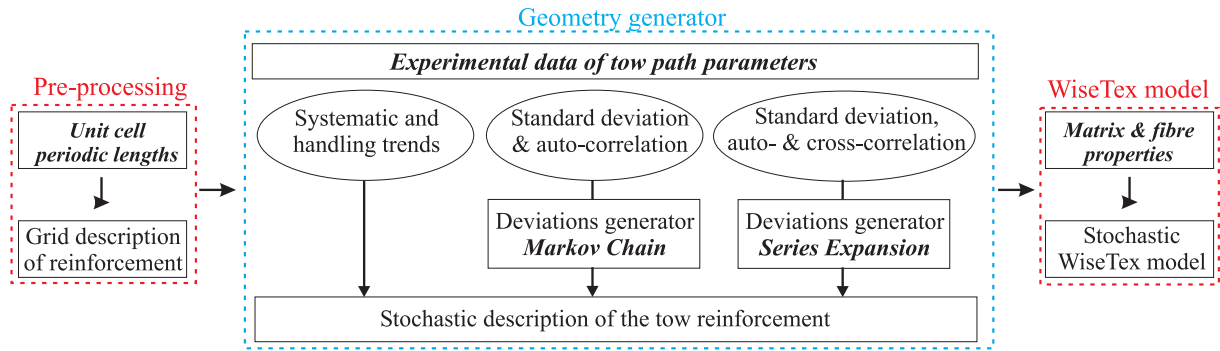 Geometry generator
Pre-processing
Unit cell
periodic lengths
Grid description
of reinforcement
Experimental data of tow path parameters
Systematic and
handling trends
Standard deviation
& auto-correlation
Standard deviation,
auto- & cross-correlation
Deviations generator
Markov Chain
Deviations generator
Series Expansion
Stochastic description of the tow reinforcement
WiseTex model
Matrix & fibre
properties
Stochastic
WiseTex model